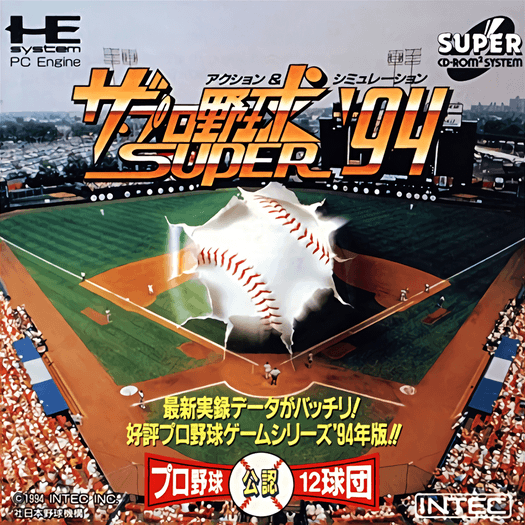 HE
system
PC Engine
SUPER
CD-ROM² SYSTEM
アクション & シミュレーション
ザ・プロ野球
SUPER '94
最新実録データがバッチリ!
好評プロ野球ゲームシリーズ'94年版!!
プロ野球 公認 12球団
©1994 INTEC INC.
社日本野球機構
INTEC